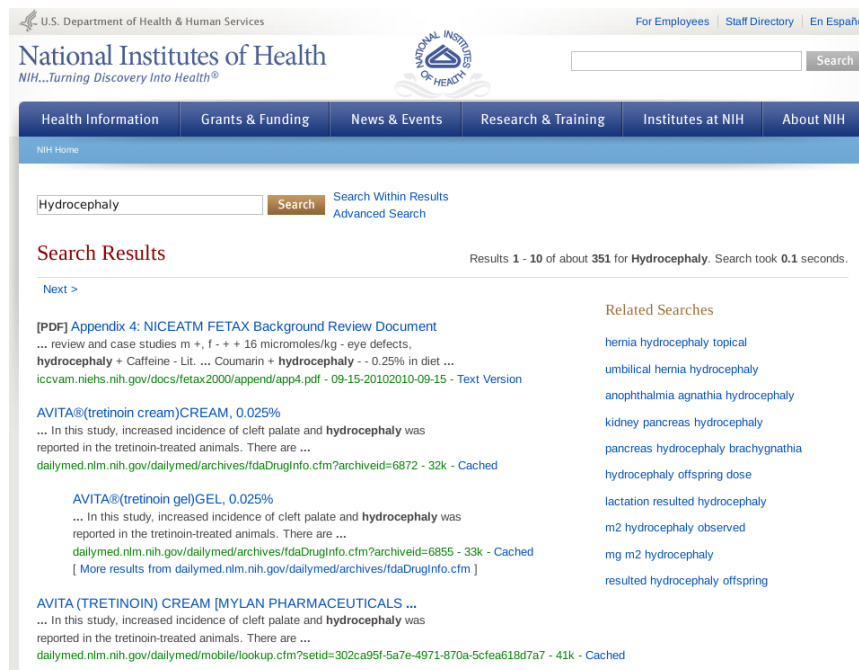 U.S. Department of Health & Human Services
For Employees Staff Directory En Españo
National Institutes of Health
NIH...Turning Discovery Into Health®
NATIONAL INSTITUTES OF HEALTH
Search
Health Information Grants & Funding News & Events Research & Training Institutes at NIH About NIH
NIH Home
Hydrocephaly Search
Search Within Results
Advanced Search
Search Results
Results 1 - 10 of about 351 for Hydrocephaly. Search took 0.1 seconds.
Next >
[PDF] Appendix 4: NICEATM FETAX Background Review Document
... review and case studies m +, f - + + 16 micromoles/kg - eye defects,
hydrocephaly + Caffeine - Lit. ... Coumarin + hydrocephaly - - 0.25% in diet ...
iccvam.niehs.nih.gov/docs/fetax2000/append/app4.pdf - 09-15-20102010-09-15 - Text Version
AVITA®(tretinoin cream)CREAM, 0.025%
... In this study, increased incidence of cleft palate and hydrocephaly was
reported in the tretinoin-treated animals. There are ...
dailymed.nlm.nih.gov/dailymed/archives/fdaDrugInfo.cfm?archiveid=6872 - 32k - Cached
AVITA®(tretinoin gel)GEL, 0.025%
... In this study, increased incidence of cleft palate and hydrocephaly was
reported in the tretinoin-treated animals. There are ...
dailymed.nlm.nih.gov/dailymed/archives/fdaDrugInfo.cfm?archiveid=6855 - 33k - Cached
[ More results from dailymed.nlm.nih.gov/dailymed/archives/fdaDrugInfo.cfm ]
AVITA (TRETINOIN) CREAM [MYLAN PHARMACEUTICALS ...
... In this study, increased incidence of cleft palate and hydrocephaly was
reported in the tretinoin-treated animals. There are ...
dailymed.nlm.nih.gov/dailymed/mobile/lookup.cfm?setid=302ca95f-5a7e-4971-870a-5cfea618d7a7 - 41k - Cached
Related Searches
hernia hydrocephaly topical
umbilical hernia hydrocephaly
anophthalmia agnathia hydrocephaly
kidney pancreas hydrocephaly
pancreas hydrocephaly brachygnathia
hydrocephaly offspring dose
lactation resulted hydrocephaly
m2 hydrocephaly observed
mg m2 hydrocephaly
resulted hydrocephaly offspring